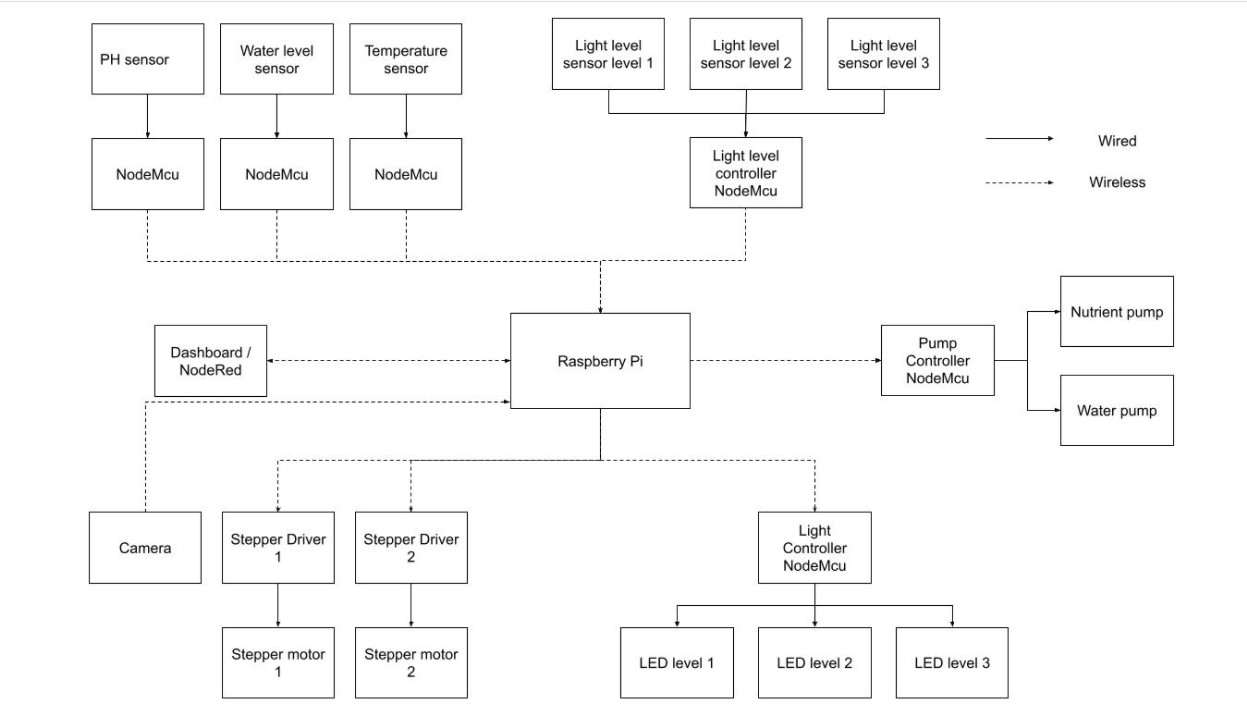 PH sensor
Water level
sensor
Temperature
sensor
Light level
sensor level 1
Light level
sensor level 2
Light level
sensor level 3
NodeMcu
NodeMcu
NodeMcu
Light level
controller
NodeMcu
Wired
Wireless
Dashboard /
NodeRed
Raspberry Pi
Pump
Controller
NodeMcu
Nutrient pump
Water pump
Camera
Stepper Driver
1
Stepper Driver
2
Light
Controller
NodeMcu
Stepper motor
1
Stepper motor
2
LED level 1
LED level 2
LED level 3